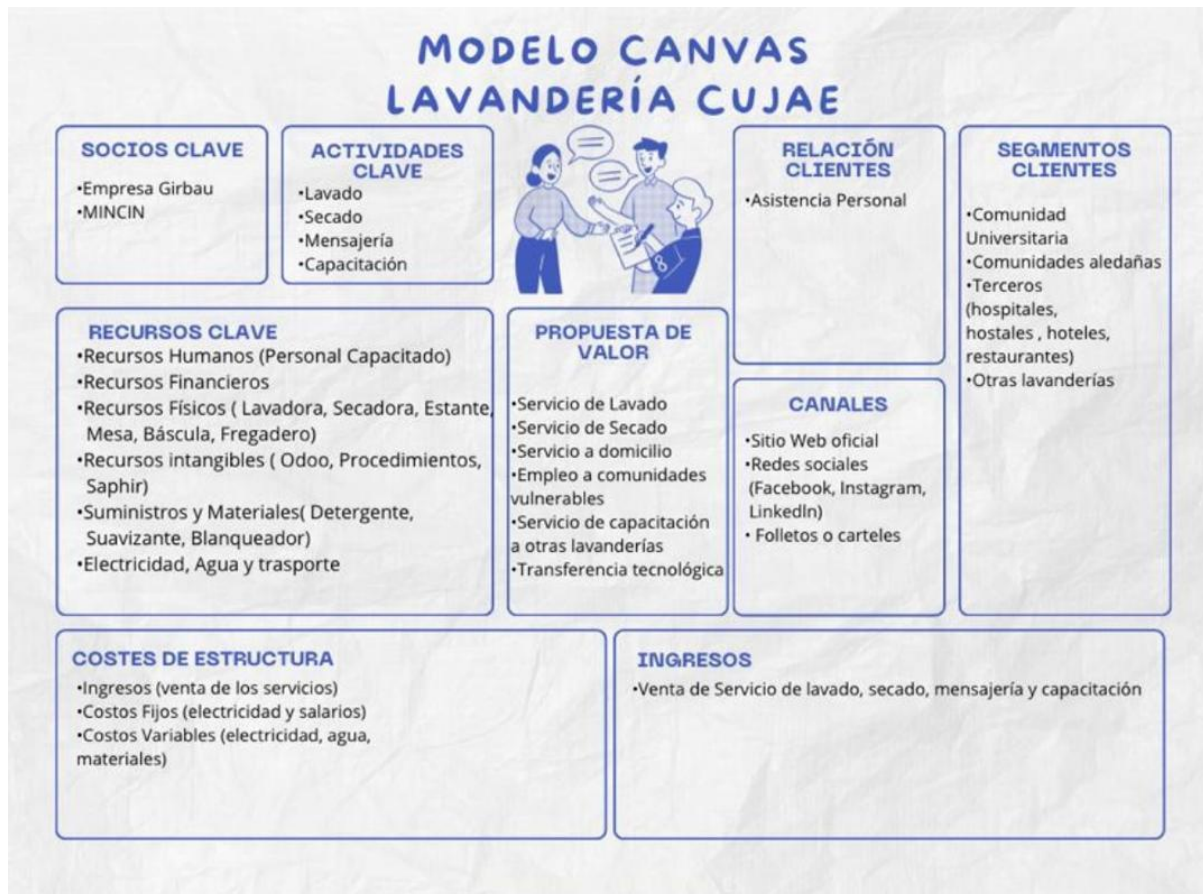 MODELO CANVAS
LAVANDERÍA CUJAE
SOCIOS CLAVE
•Empresa Girbau
•MINCIN
ACTIVIDADES
CLAVE
•Lavado
•Secado
•Mensajería
•Capacitación
RELACIÓN
CLIENTES
•Asistencia Personal
SEGMENTOS
CLIENTES
•Comunidad
Universitaria
•Comunidades aledañas
•Terceros
(hospitales,
hostales , hoteles,
restaurantes)
•Otras lavanderías
RECURSOS CLAVE
•Recursos Humanos (Personal Capacitado)
•Recursos Financieros
•Recursos Físicos ( Lavadora, Secadora, Estante,
Mesa, Báscula, Fregadero)
•Recursos intangibles ( Odoo, Procedimientos,
Saphir)
•Suministros y Materiales( Detergente,
Suavizante, Blanqueador)
•Electricidad, Agua y trasporte
PROPUESTA DE
VALOR
•Servicio de Lavado
•Servicio de Secado
•Servicio a domicilio
•Empleo a comunidades
vulnerables
•Servicio de capacitación
a otras lavanderías
•Transferencia tecnológica
CANALES
•Sitio Web oficial
•Redes sociales
(Facebook, Instagram,
LinkedIn)
• Folletos o carteles
COSTES DE ESTRUCTURA
•Ingresos (venta de los servicios)
•Costos Fijos (electricidad y salarios)
•Costos Variables (electricidad, agua,
materiales)
INGRESOS
•Venta de Servicio de lavado, secado, mensajería y capacitación